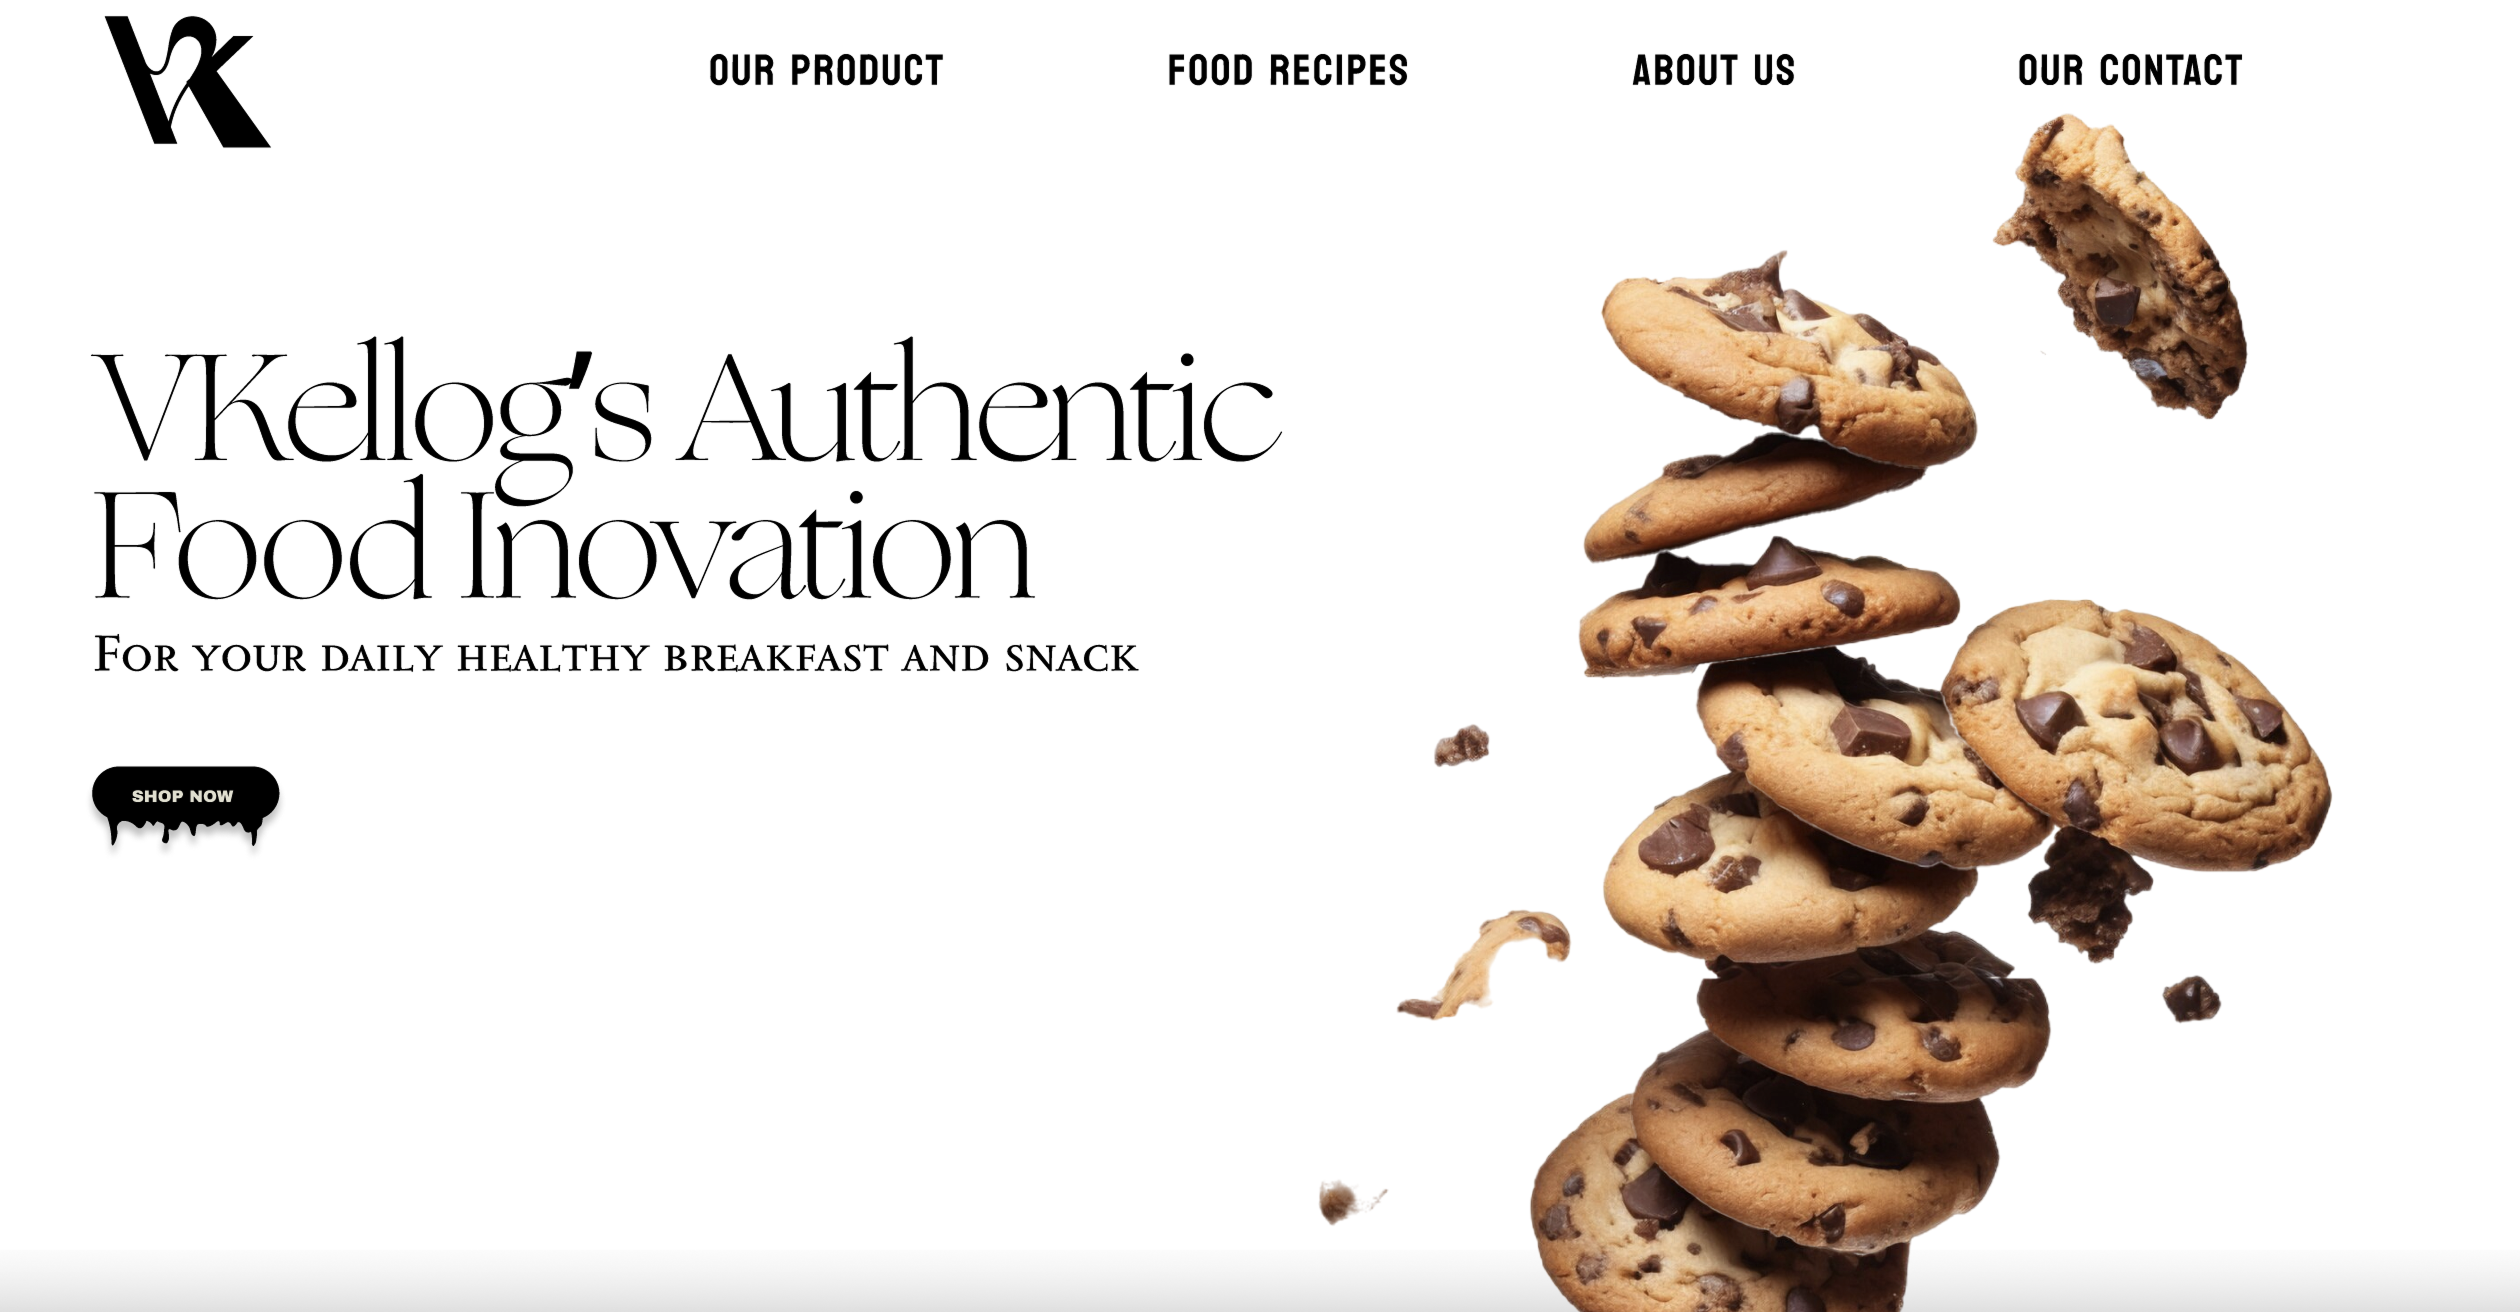 VK
OUR PRODUCT
FOOD RECIPES
ABOUT US
OUR CONTACT
VKellog's Authentic
Food Inovation
For your daily healthy breakfast and snack
SHOP NOW